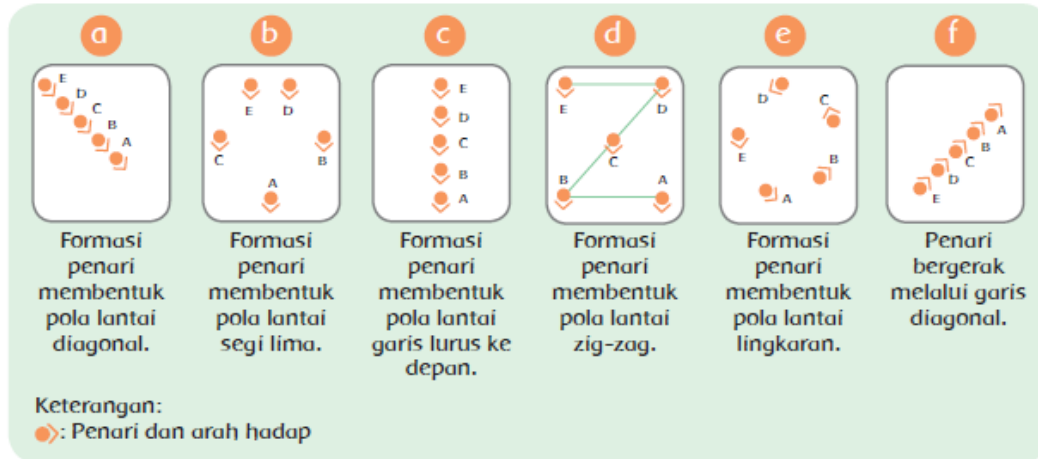 a
b
c
d
e
f
E
D
C
B
A
E
D
C
B
A
E
D
C
B
A
E
D
C
B
A
D
C
E
B
A
A
B
C
D
E
Formasi
penari
membentuk
pola lantai
diagonal.
Formasi
penari
membentuk
pola lantai
segi lima.
Formasi
penari
membentuk
pola lantai
garis lurus ke
depan.
Formasi
penari
membentuk
pola lantai
zig-zag.
Formasi
penari
membentuk
pola lantai
lingkaran.
Penari
bergerak
melalui garis
diagonal.
Keterangan:
: Penari dan arah hadap